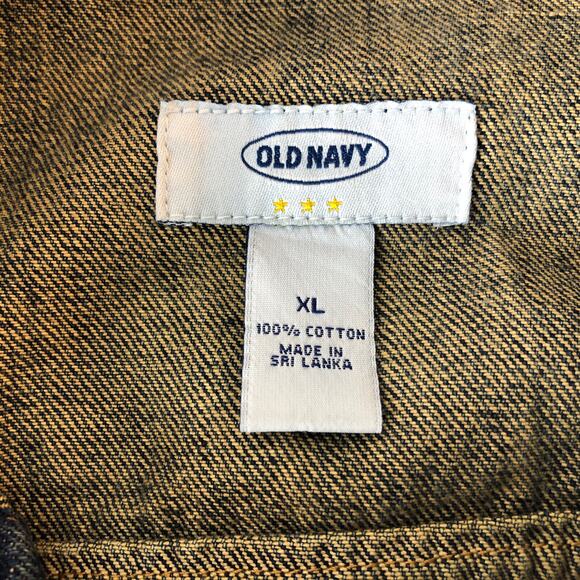 OLD NAVY
XL
100% COTTON
MADE IN
SRI LANKA